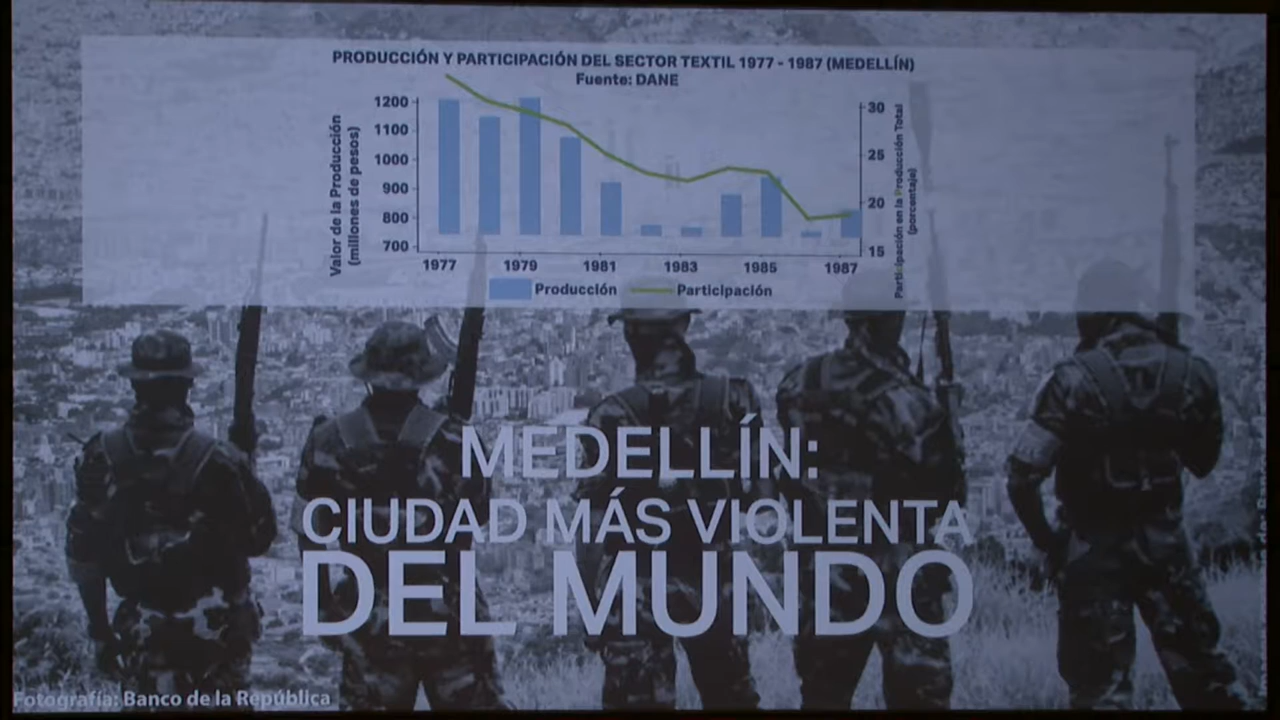 PRODUCCIÓN Y PARTICIPACIÓN DEL SECTOR TEXTIL 1977 - 1987 (MEDELLÍN)
Fuente: DANE
Valor de la Producción
(millones de pesos)
1200
1100
1000
900
800
700
30
25
20
15
Participación en la Producción Total
(porcentaje)
1977 1979 1981 1983 1985 1987
Producción Participación
MEDELLÍN:
CIUDAD MÁS VIOLENTA
DEL MUNDO
Fotografía: Banco de la República